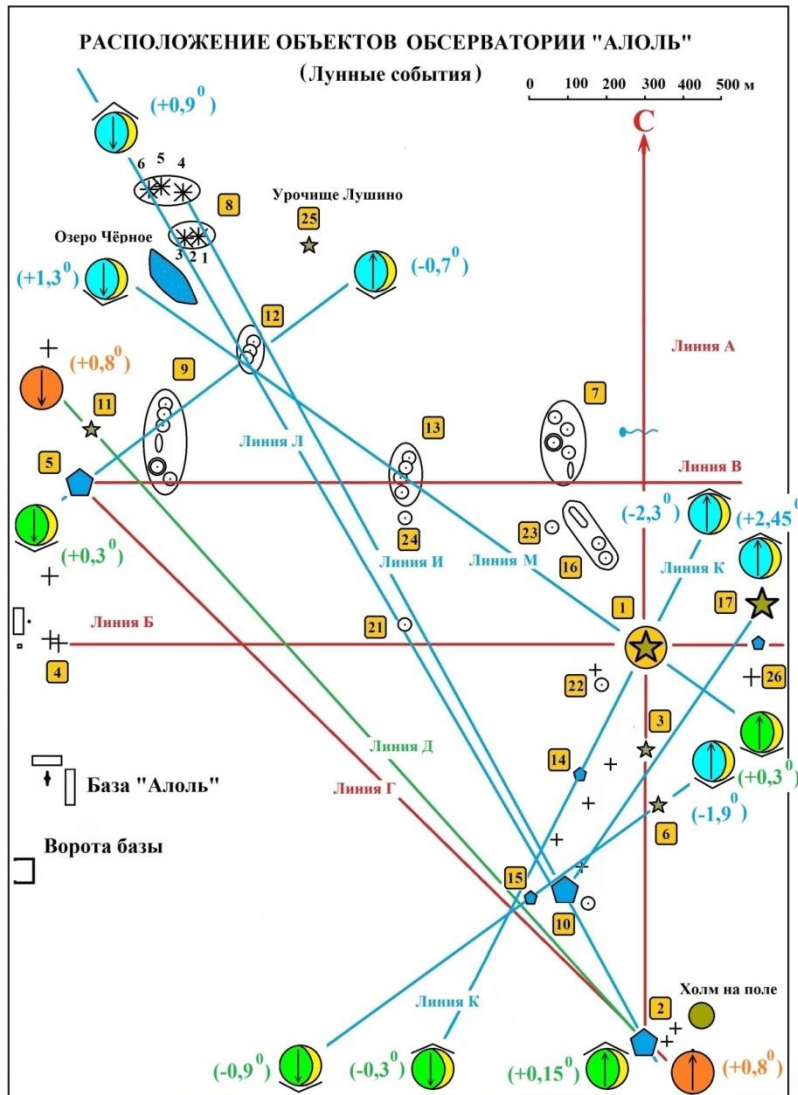 РАСПОЛОЖЕНИЕ ОБЪЕКТОВ ОБСЕРВАТОРИИ "АЛОЛЬ"
(Лунные события)
0 100 200 300 400 500 м
(+0,9⁰)
С
6 5 4
8
Урочище Лушино
25
Озеро Чёрное
3 2 1
(+1,3⁰)
(-0,7⁰)
12
Линия А
(+0,8⁰)
9
7
11
13
Линия Л
5
Линия В
(-2,3⁰)
(+2,45⁰
(+0,3⁰)
24
23
Линия И
Линия М
16
Линия К
17
1
Линия Б
21
4
26
22
3
Линия Д
14
(+0,3⁰)
База "Алоль"
Линия Г
(-1,9⁰)
6
Ворота базы
15
10
Холм на поле
Линия К
2
(-0,9⁰)
(-0,3⁰)
(+0,15⁰)
(+0,8⁰)